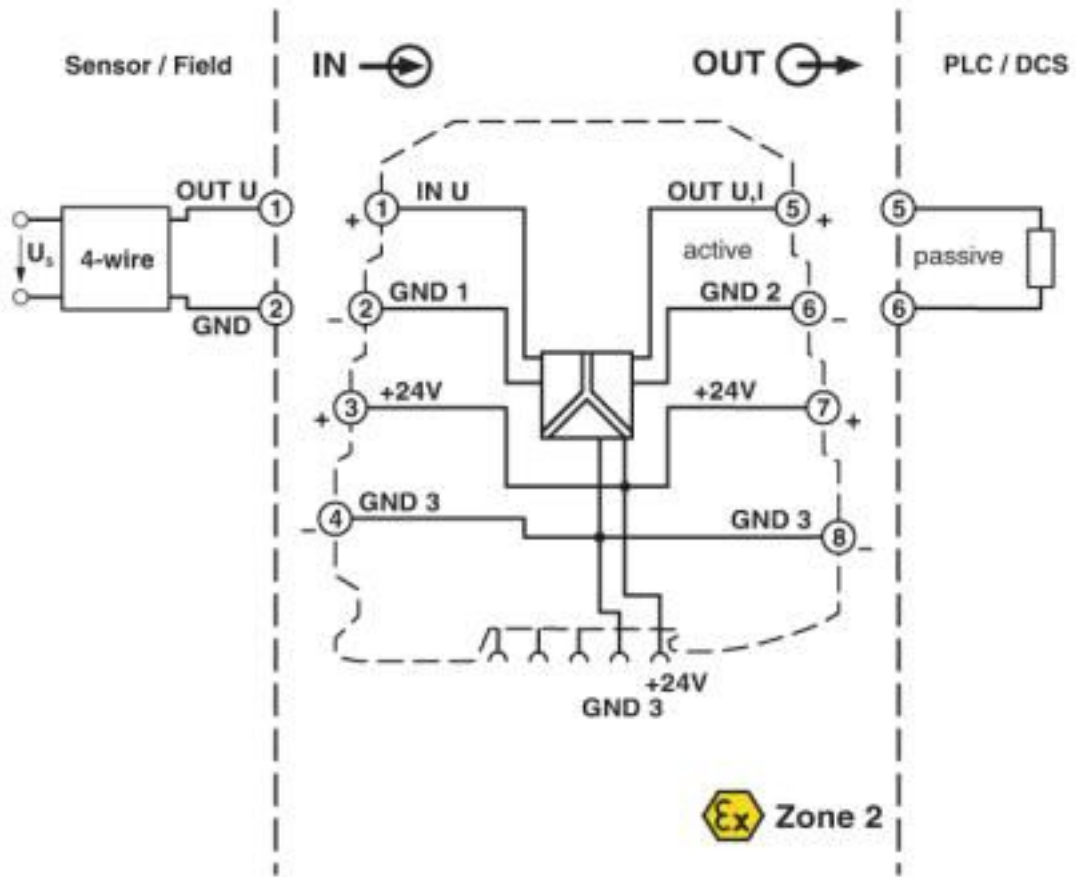 Sensor / Field
IN
OUT
PLC / DCS
OUT U
1
1
IN U
OUT U,I
5
5
+
+
Us
4-wire
active
passive
2
2
GND 1
GND 2
6
6
GND
–
–
3
+24V
+24V
7
+
+
4
GND 3
GND 3
8
–
–
+24V
GND 3
Ex
Zone 2